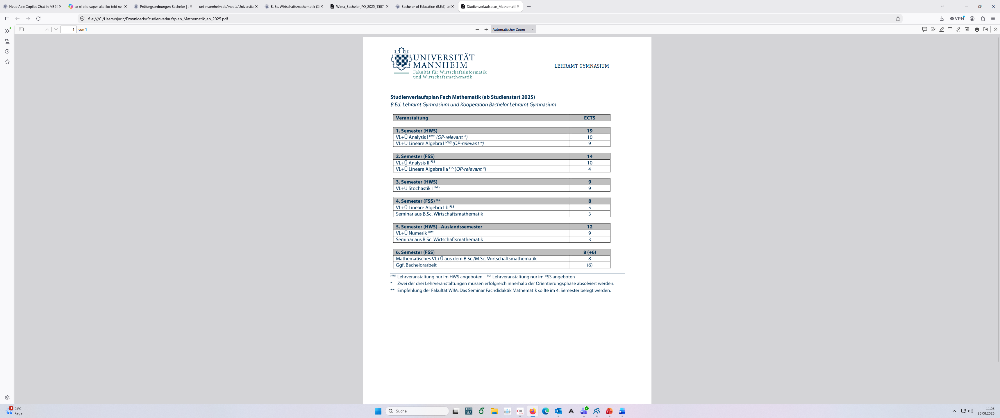 Neue App Copilot Chat in M365
to bi bilo super ukoliko tebi ne
Prüfungsordnungen Bachelor |
uni-mannheim.de/media/Universita
B. Sc. Wirtschaftsmathematik (S
Wima_Bachelor_PO_2025_1507-
Bachelor of Education (B.Ed.) Le
Studienverlaufsplan_Mathemati
file:///C:/Users/sjuric/Downloads/Studienverlaufsplan_Mathematik_ab_2025.pdf
VPN
1 von 1
Automatischer Zoom
UNIVERSITÄT
MANNHEIM
Fakultät für Wirtschaftsinformatik
und Wirtschaftsmathematik
LEHRAMT GYMNASIUM
Studienverlaufsplan Fach Mathematik (ab Studienstart 2025)
B.Ed. Lehramt Gymnasium und Kooperation Bachelor Lehramt Gymnasium
Veranstaltung ECTS
1. Semester (HWS) 19
VL+Ü Analysis I HWS (OP-relevant *) 10
VL+Ü Lineare Algebra I HWS (OP-relevant *) 9
2. Semester (FSS) 14
VL+Ü Analysis II FSS 10
VL+Ü Lineare Algebra IIa FSS (OP-relevant *) 4
3. Semester (HWS) 9
VL+Ü Stochastik I HWS 9
4. Semester (FSS) ** 8
VL+Ü Lineare Algebra IIb FSS 5
Seminar aus B.Sc. Wirtschaftsmathematik 3
5. Semester (HWS) –Auslandssemester 12
VL+Ü Numerik HWS 9
Seminar aus B.Sc. Wirtschaftsmathematik 3
6. Semester (FSS) 8 (+6)
Mathematisches VL+Ü aus dem B.Sc./M.Sc. Wirtschaftsmathematik 8
Ggf. Bachelorarbeit (6)
HWS Lehrveranstaltung nur im HWS angeboten – FSS Lehrveranstaltung nur im FSS angeboten
* Zwei der drei Lehrveranstaltungen müssen erfolgreich innerhalb der Orientierungsphase absolviert werden.
** Empfehlung der Fakultät WIM: Das Seminar Fachdidaktik Mathematik sollte im 4. Semester belegt werden.
1
21°C
Regen
Suche
UNI
MA
CHE
11:06
28.08.2026